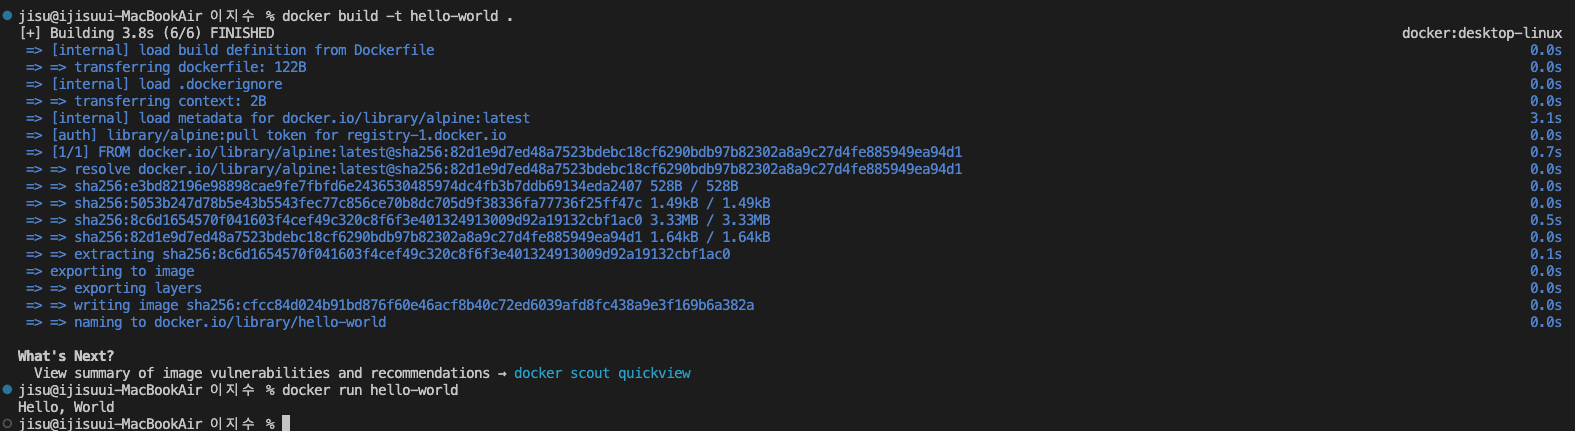 jisu@ijisuui-MacBookAir 이지수 % docker build -t hello-world .
[+] Building 3.8s (6/6) FINISHED docker:desktop-linux
=> [internal] load build definition from Dockerfile 0.0s
=> => transferring dockerfile: 122B 0.0s
=> [internal] load .dockerignore 0.0s
=> => transferring context: 2B 0.0s
=> [internal] load metadata for docker.io/library/alpine:latest 3.1s
=> [auth] library/alpine:pull token for registry-1.docker.io 0.0s
=> [1/1] FROM docker.io/library/alpine:latest@sha256:82d1e9d7ed48a7523bdebc18cf6290bdb97b82302a8a9c27d4fe885949ea94d1 0.7s
=> => resolve docker.io/library/alpine:latest@sha256:82d1e9d7ed48a7523bdebc18cf6290bdb97b82302a8a9c27d4fe885949ea94d1 0.0s
=> => sha256:e3bd82196e98898cae9fe7fbfd6e2436530485974dc4fb3b7ddb69134eda2407 528B / 528B 0.0s
=> => sha256:5053b247d78b5e43b5543fec77c856ce70b8dc705d9f38336fa77736f25ff47c 1.49kB / 1.49kB 0.0s
=> => sha256:8c6d1654570f041603f4cef49c320c8f6f3e401324913009d92a19132cbf1ac0 3.33MB / 3.33MB 0.5s
=> => sha256:82d1e9d7ed48a7523bdebc18cf6290bdb97b82302a8a9c27d4fe885949ea94d1 1.64kB / 1.64kB 0.0s
=> => extracting sha256:8c6d1654570f041603f4cef49c320c8f6f3e401324913009d92a19132cbf1ac0 0.1s
=> exporting to image 0.0s
=> => exporting layers 0.0s
=> => writing image sha256:cfcc84d024b91bd876f60e46acf8b40c72ed6039afd8fc438a9e3f169b6a382a 0.0s
=> => naming to docker.io/library/hello-world 0.0s
What's Next?
View summary of image vulnerabilities and recommendations → docker scout quickview
jisu@ijisuui-MacBookAir 이지수 % docker run hello-world
Hello, World
jisu@ijisuui-MacBookAir 이지수 %